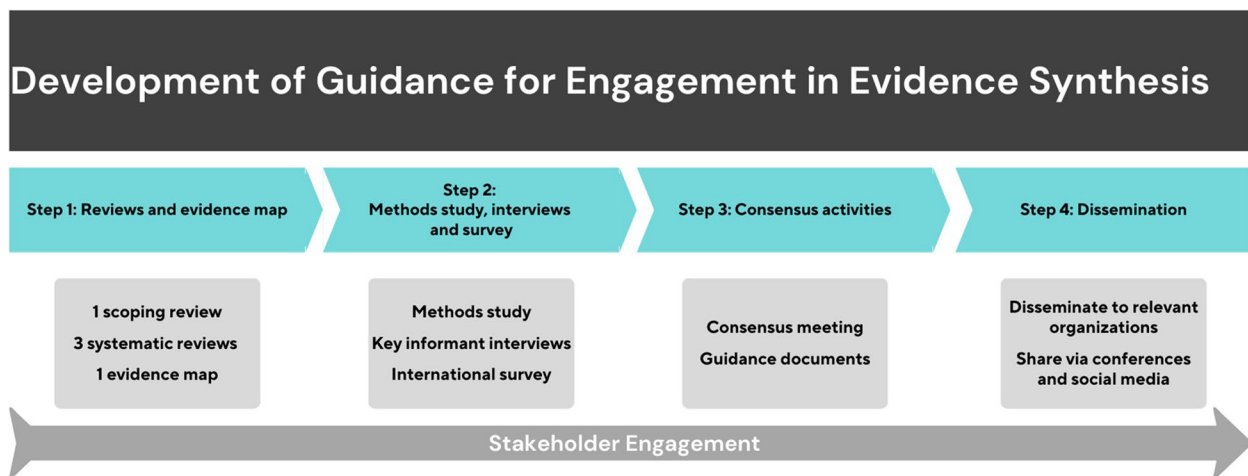 Development of Guidance for Engagement in Evidence Synthesis
Step 1: Reviews and evidence map
Step 2:
Methods study, interviews
and survey
Step 3: Consensus activities
Step 4: Dissemination
1 scoping review
3 systematic reviews
1 evidence map
Methods study
Key informant interviews
International survey
Consensus meeting
Guidance documents
Disseminate to relevant
organizations
Share via conferences
and social media
Stakeholder Engagement